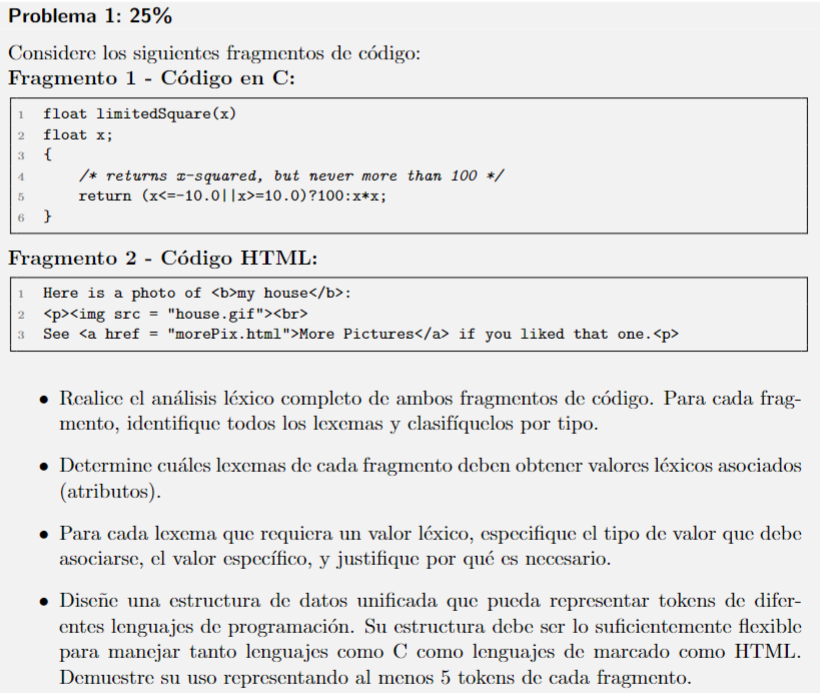 Problema 1: 25%
Considere los siguientes fragmentos de código:
Fragmento 1 - Código en C:
1 float limitedSquare(x)
2 float x;
3 {
4 /* returns x-squared, but never more than 100 */
5 return (x<=-10.0||x>=10.0)?100:x*x;
6 }
Fragmento 2 - Código HTML:
1 Here is a photo of <b>my house</b>:
2 <p><img src = "house.gif"><br>
3 See <a href = "morePix.html">More Pictures</a> if you liked that one.<p>
• Realice el análisis léxico completo de ambos fragmentos de código. Para cada frag-
mento, identifique todos los lexemas y clasifíquelos por tipo.
• Determine cuáles lexemas de cada fragmento deben obtener valores léxicos asociados
(atributos).
• Para cada lexema que requiera un valor léxico, especifique el tipo de valor que debe
asociarse, el valor específico, y justifique por qué es necesario.
• Diseñe una estructura de datos unificada que pueda representar tokens de difer-
entes lenguajes de programación. Su estructura debe ser lo suficientemente flexible
para manejar tanto lenguajes como C como lenguajes de marcado como HTML.
Demuestre su uso representando al menos 5 tokens de cada fragmento.